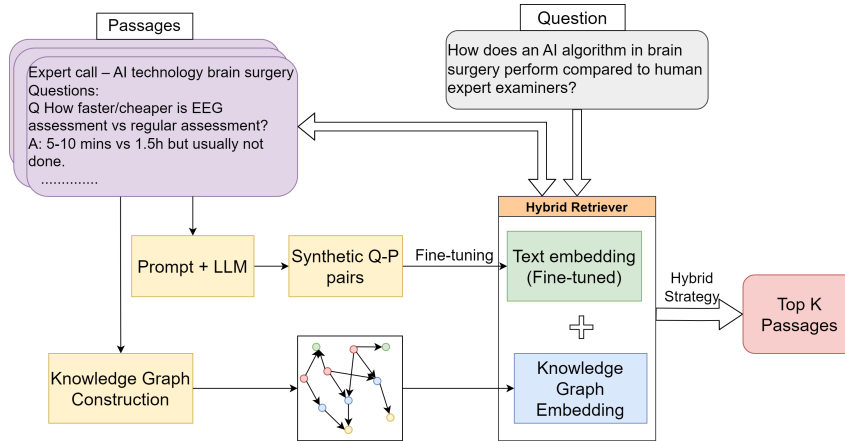 Passages
Question
Expert call – AI technology brain surgery
Questions:
Q How faster/cheaper is EEG
assessment vs regular assessment?
A: 5-10 mins vs 1.5h but usually not
done.
..............
How does an AI algorithm in brain
surgery perform compared to human
expert examiners?
Hybrid Retriever
Prompt + LLM
Synthetic Q-P
pairs
Fine-tuning
Text embedding
(Fine-tuned)
Hybrid
Strategy
Top K
Passages
Knowledge Graph
Construction
Knowledge
Graph
Embedding